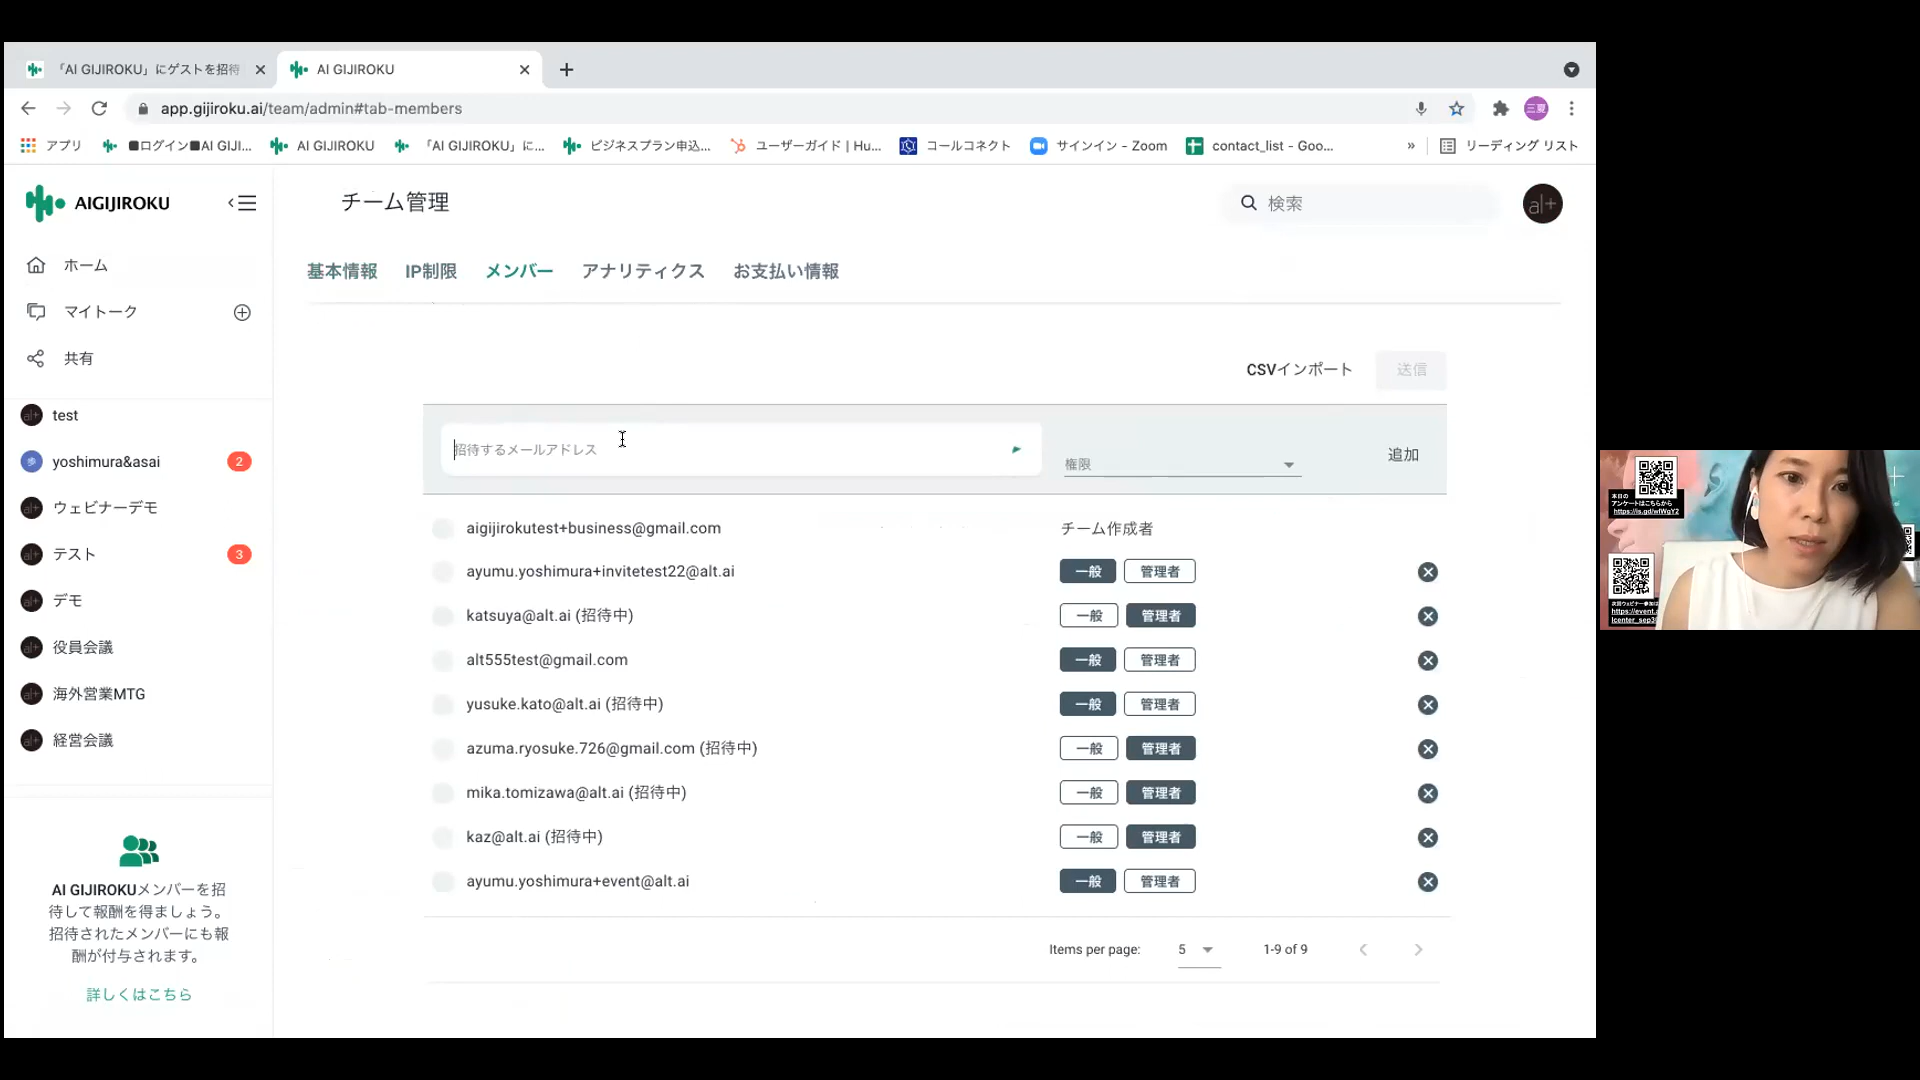 「AI GIJIROKU」にゲストを招待
AI GIJIROKU
app.gijiroku.ai/team/admin#tab-members
三夏
アプリ
■ログイン■AI GIJI...
AI GIJIROKU
「AI GIJIROKU」に...
ビジネスプラン申込...
ユーザーガイド | Hu...
コールコネクト
サインイン - Zoom
contact_list - Goo...
»
リーディング リスト
AIGIJIROKU
チーム管理
検索
al+
ホーム
マイトーク
共有
基本情報
IP制限
メンバー
アナリティクス
お支払い情報
CSVインポート
送信
test
yoshimura&asai
2
ウェビナーデモ
テスト
3
デモ
役員会議
海外営業MTG
経営会議
招待するメールアドレス
権限
追加
aigijirokutest+business@gmail.com
チーム作成者
ayumu.yoshimura+invitetest22@alt.ai
一般
管理者
katsuya@alt.ai (招待中)
一般
管理者
alt555test@gmail.com
一般
管理者
yusuke.kato@alt.ai (招待中)
一般
管理者
azuma.ryosuke.726@gmail.com (招待中)
一般
管理者
mika.tomizawa@alt.ai (招待中)
一般
管理者
kaz@alt.ai (招待中)
一般
管理者
ayumu.yoshimura+event@alt.ai
一般
管理者
Items per page:
5
1-9 of 9
AI GIJIROKUメンバーを招
待して報酬を得ましょう。
招待されたメンバーにも報
酬が付与されます。
詳しくはこちら
本日の
アンケートはこちらから